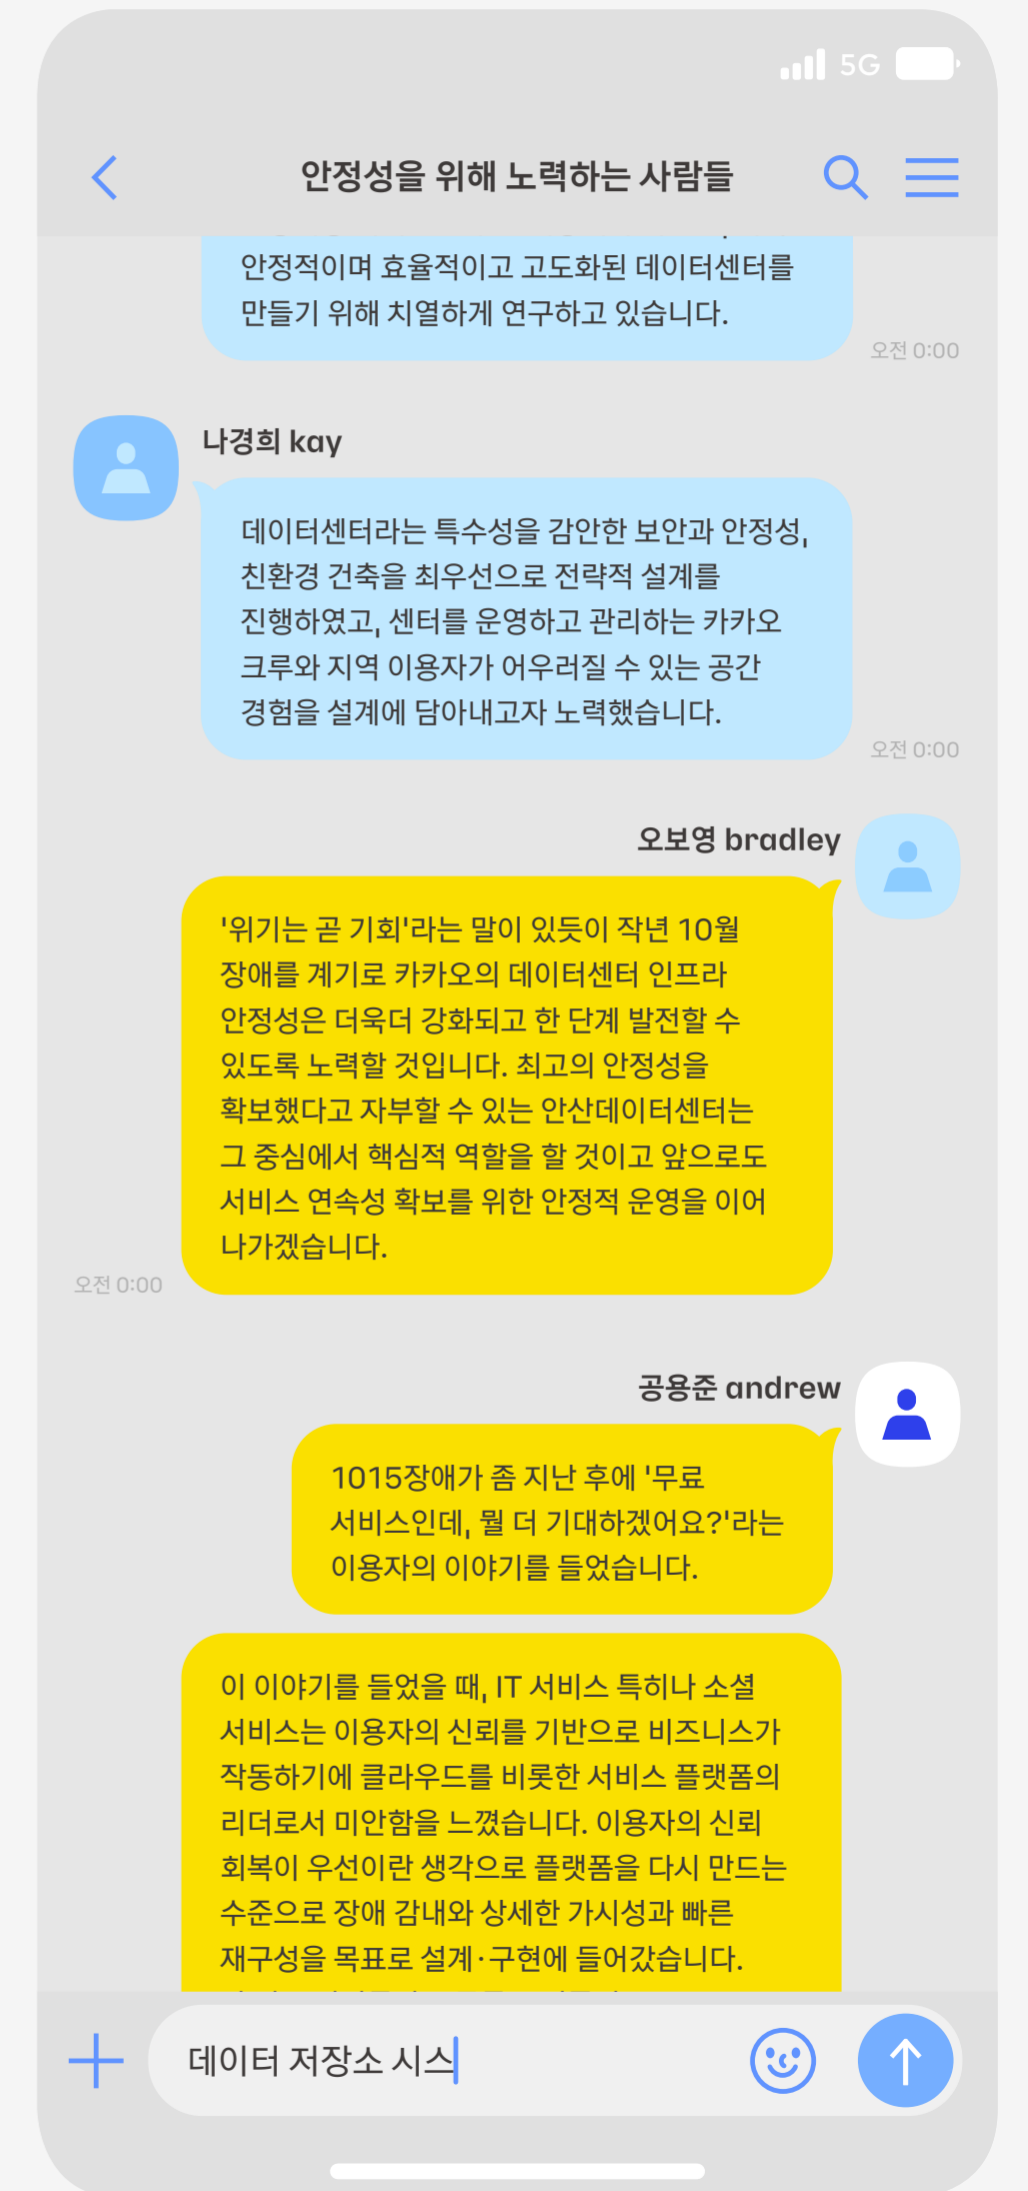 5G
안정성을 위해 노력하는 사람들
안정적이며 효율적이고 고도화된 데이터센터를
만들기 위해 치열하게 연구하고 있습니다.
오전 0:00
나경희 kay
데이터센터라는 특수성을 감안한 보안과 안정성,
친환경 건축을 최우선으로 전략적 설계를
진행하였고, 센터를 운영하고 관리하는 카카오
크루와 지역 이용자가 어우러질 수 있는 공간
경험을 설계에 담아내고자 노력했습니다.
오전 0:00
오보영 bradley
'위기는 곧 기회'라는 말이 있듯이 작년 10월
장애를 계기로 카카오의 데이터센터 인프라
안정성은 더욱더 강화되고 한 단계 발전할 수
있도록 노력할 것입니다. 최고의 안정성을
확보했다고 자부할 수 있는 안산데이터센터는
그 중심에서 핵심적 역할을 할 것이고 앞으로도
서비스 연속성 확보를 위한 안정적 운영을 이어
나가겠습니다.
오전 0:00
공용준 andrew
1015장애가 좀 지난 후에 '무료
서비스인데, 뭘 더 기대하겠어요?'라는
이용자의 이야기를 들었습니다.
이 이야기를 들었을 때, IT 서비스 특히나 소셜
서비스는 이용자의 신뢰를 기반으로 비즈니스가
작동하기에 클라우드를 비롯한 서비스 플랫폼의
리더로서 미안함을 느꼈습니다. 이용자의 신뢰
회복이 우선이란 생각으로 플랫폼을 다시 만드는
수준으로 장애 감내와 상세한 가시성과 빠른
재구성을 목표로 설계·구현에 들어갔습니다.
데이터 저장소 시스